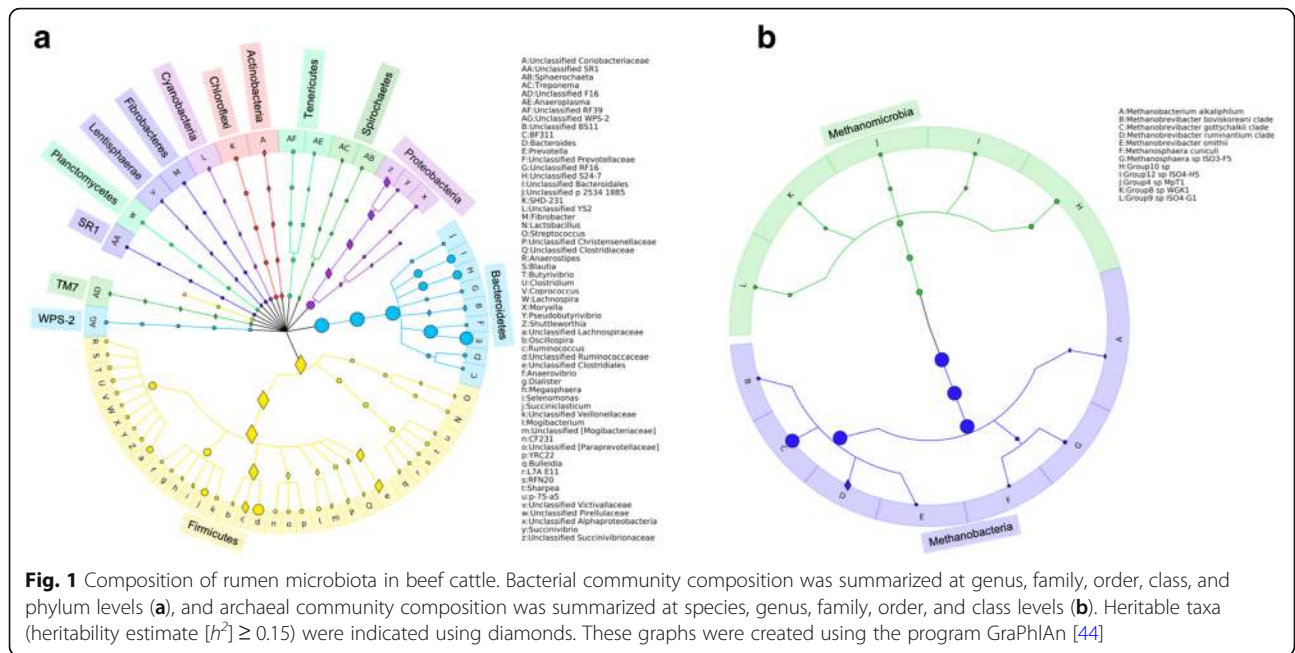 a
WPS-2
TM7
SR1
Planctomycetes
Lentisphaerae
Fibrobacteres
Cyanobacteria
Chloroflexi
Actinobacteria
Tenericutes
Spirochaetes
Proteobacteria
Bacteroidetes
Firmicutes
AG
AD
AA
w
v
M
L
K
A
AF
AE
AC
AB
z
y
x
J
I
H
G
B
F
E
D
C
O
N
u
t
s
r
q
e
Q
P
m
l
p
o
n
d
c
b
k
j
i
h
g
f
a
Z
Y
X
W
V
U
T
S
R
A:Unclassified Coriobacteriaceae
AA:Unclassified SR1
AB:Sphaerochaeta
AC:Treponema
AD:Unclassified F16
AE:Anaeroplasma
AF:Unclassified RF39
AG:Unclassified WPS-2
B:Unclassified BS11
C:BF311
D:Bacteroides
E:Prevotella
F:Unclassified Prevotellaceae
G:Unclassified RF16
H:Unclassified S24-7
I:Unclassified Bacteroidales
J:Unclassified p 2534 18B5
K:SHD-231
L:Unclassified YS2
M:Fibrobacter
N:Lactobacillus
O:Streptococcus
P:Unclassified Christensenellaceae
Q:Unclassified Clostridiaceae
R:Anaerostipes
S:Blautia
T:Butyrivibrio
U:Clostridium
V:Coprococcus
W:Lachnospira
X:Moryella
Y:Pseudobutyrivibrio
Z:Shuttleworthia
a:Unclassified Lachnospiraceae
b:Oscillospira
c:Ruminococcus
d:Unclassified Ruminococcaceae
e:Unclassified Clostridiales
f:Anaerovibrio
g:Dialister
h:Megasphaera
i:Selenomonas
j:Succiniclasticum
k:Unclassified Veillonellaceae
l:Mogibacterium
m:Unclassified [Mogibacteriaceae]
n:CF231
o:Unclassified [Paraprevotellaceae]
p:YRC22
q:Bulleidia
r:L7A E11
s:RFN20
t:Sharpea
u:p-75-a5
v:Unclassified Victivallaceae
w:Unclassified Pirellulaceae
x:Unclassified Alphaproteobacteria
y:Succinivibrio
z:Unclassified Succinivibrionaceae
b
Methanomicrobia
J
I
K
H
L
A
B
G
C
D
F
E
Methanobacteria
A:Methanobacterium alkaliphilum
B:Methanobrevibacter boviskoreani clade
C:Methanobrevibacter gottschalkii clade
D:Methanobrevibacter ruminantium clade
E:Methanobrevibacter smithii
F:Methanosphaera cuniculi
G:Methanosphaera sp ISO3-F5
H:Group10 sp
I:Group12 sp ISO4-H5
J:Group4 sp MpT1
K:Group8 sp WGK1
L:Group9 sp ISO4-G1
Fig. 1 Composition of rumen microbiota in beef cattle. Bacterial community composition was summarized at genus, family, order, class, and
phylum levels (a), and archaeal community composition was summarized at species, genus, family, order, and class levels (b). Heritable taxa
(heritability estimate [h²] ≥ 0.15) were indicated using diamonds. These graphs were created using the program GraPhlAn [44]